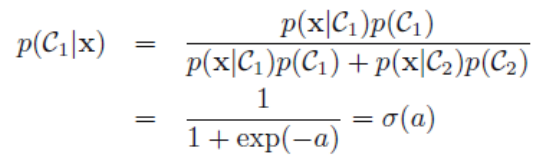 p(C₁|x) = p(x|C₁)p(C₁) / p(x|C₁)p(C₁) + p(x|C₂)p(C₂)
= 1 / 1 + exp(−a) = σ(a)